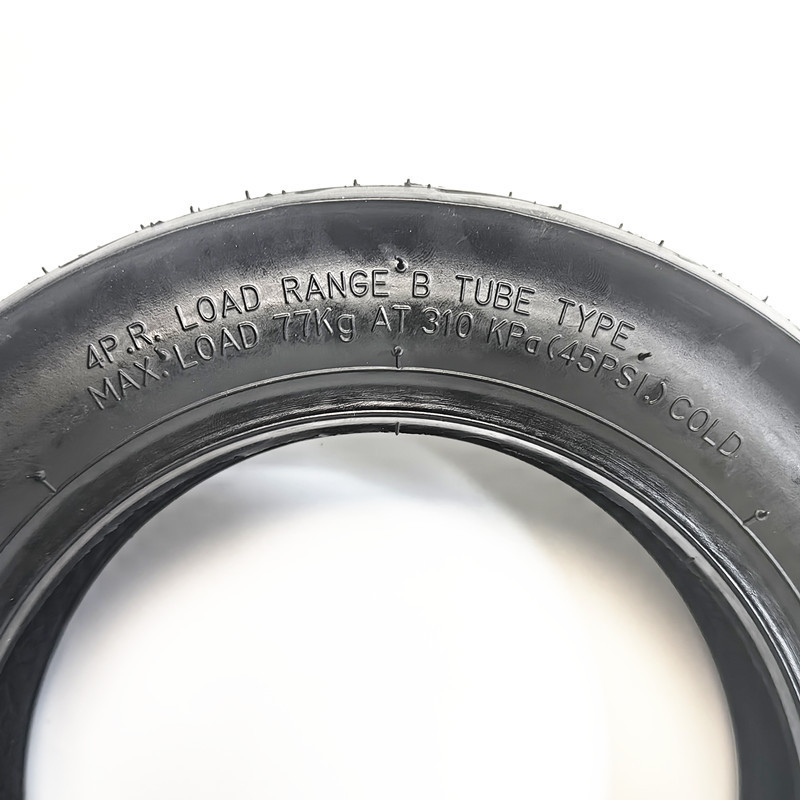 4P.R. LOAD RANGE B TUBE TYPE
MAX. LOAD 77Kg AT 310 KPa (45PSI.) COLD